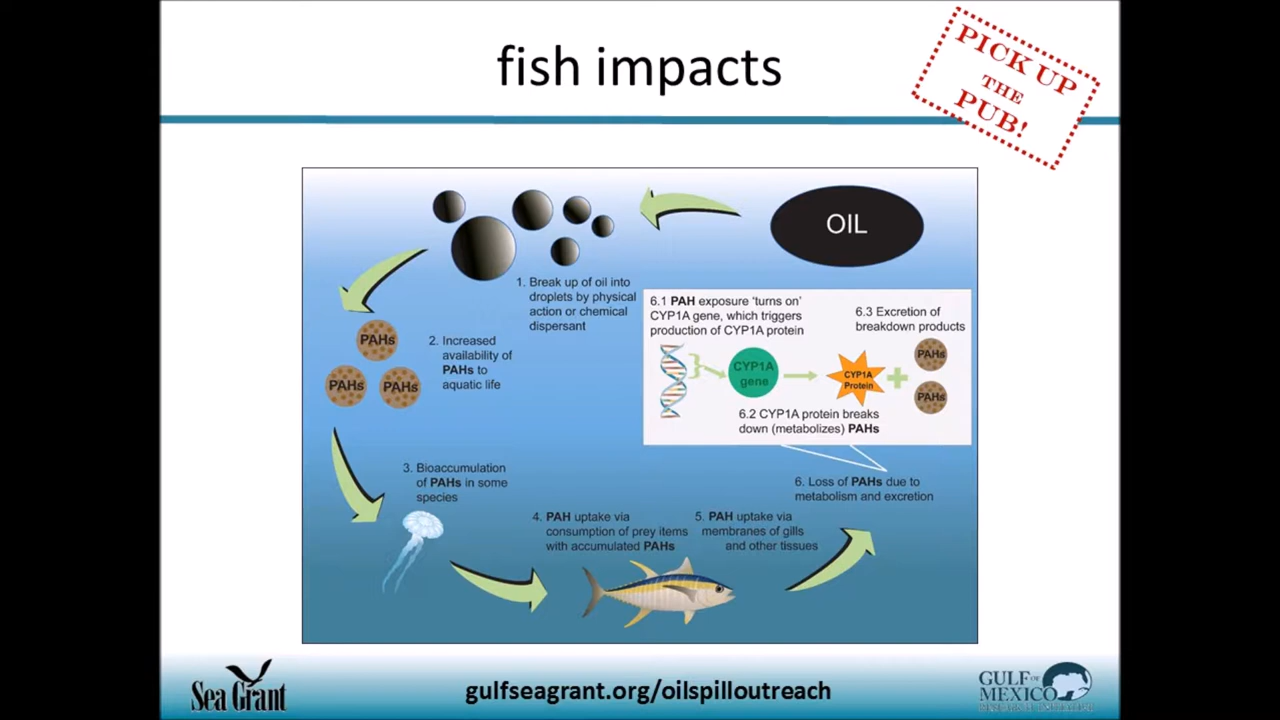 fish impacts
PICK UP
THE
PUB!
OIL
1. Break up of oil into
droplets by physical
action or chemical
dispersant
PAHs
PAHs
PAHs
2. Increased
availability of
PAHs to
aquatic life
6.1 PAH exposure ‘turns on’
CYP1A gene, which triggers
production of CYP1A protein
6.3 Excretion of
breakdown products
CYP1A
gene
CYP1A
Protein
PAHs
PAHs
6.2 CYP1A protein breaks
down (metabolizes) PAHs
3. Bioaccumulation
of PAHs in some
species
6. Loss of PAHs due to
metabolism and excretion
4. PAH uptake via
consumption of prey items
with accumulated PAHs
5. PAH uptake via
membranes of gills
and other tissues
Sea Grant
gulfseagrant.org/oilspilloutreach
GULF OF
MEXICO
RESEARCH INITIATIVE